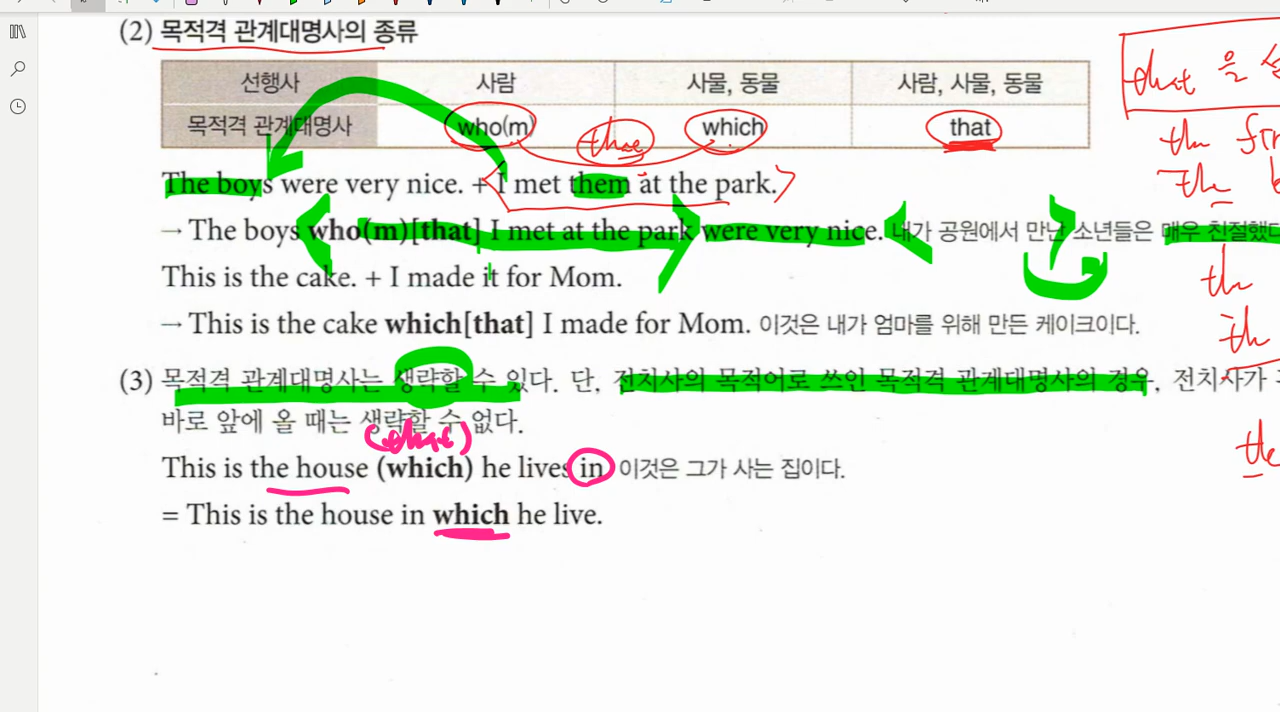 (2) 목적격 관계대명사의 종류
that 을
선행사 사람 사물, 동물 사람, 사물, 동물
목적격 관계대명사 who(m) that which that
the
The boys were very nice. + I met them at the park.
The
→ The boys who(m)[that] I met at the park were very nice. 내가 공원에서 만난 소년들은 매우 친절했다
This is the cake. + I made it for Mom.
the
→ This is the cake which[that] I made for Mom. 이것은 내가 엄마를 위해 만든 케이크이다.
th
(3) 목적격 관계대명사는 생략할 수 있다. 단, 전치사의 목적어로 쓰인 목적격 관계대명사의 경우, 전치사가
바로 앞에 올 때는 생략할 수 없다.
(that)
the
This is the house (which) he lives in 이것은 그가 사는 집이다.
= This is the house in which he live.